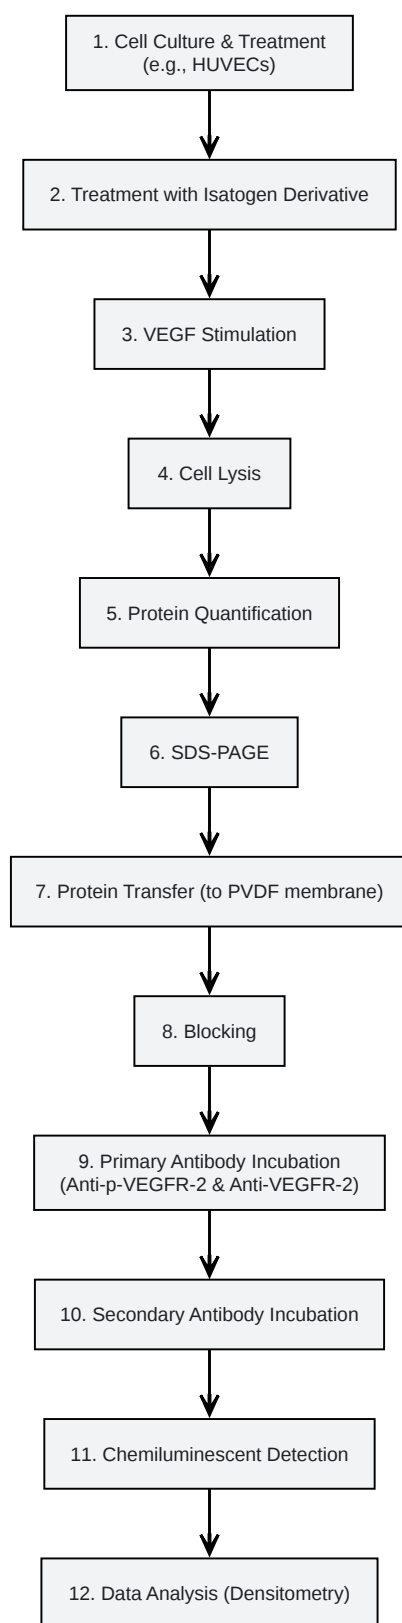 1. Cell Culture & Treatment
(e.g., HUVECs)
2. Treatment with Isatogen Derivative
3. VEGF Stimulation
4. Cell Lysis
5. Protein Quantification
6. SDS-PAGE
7. Protein Transfer (to PVDF membrane)
8. Blocking
9. Primary Antibody Incubation
(Anti-p-VEGFR-2 & Anti-VEGFR-2)
10. Secondary Antibody Incubation
11. Chemiluminescent Detection
12. Data Analysis (Densitometry)